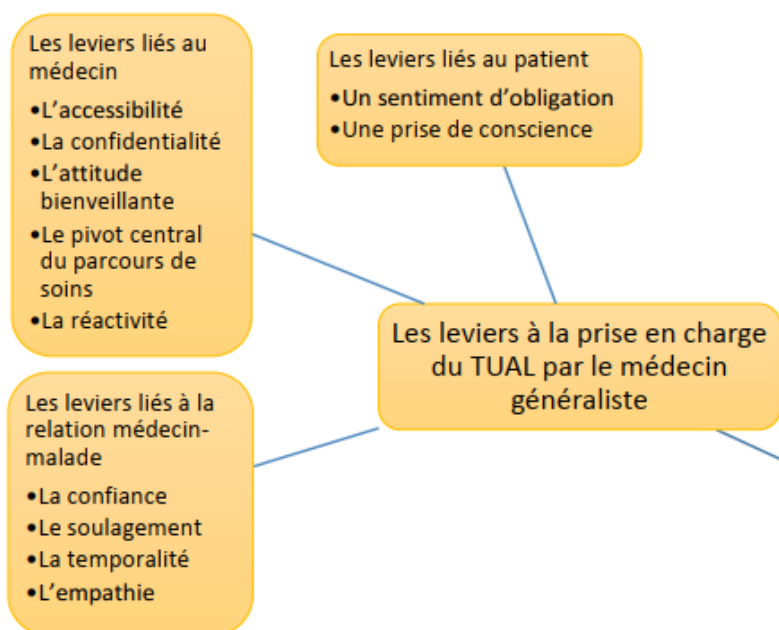 Les leviers liés au
médecin
•L'accessibilité
•La confidentialité
•L'attitude
bienveillante
•Le pivot central
du parcours de
soins
•La réactivité
Les leviers liés au patient
•Un sentiment d'obligation
•Une prise de conscience
Les leviers à la prise en charge
du TUAL par le médecin
généraliste
Les leviers liés à la
relation médecin-
malade
•La confiance
•Le soulagement
•La temporalité
•L'empathie